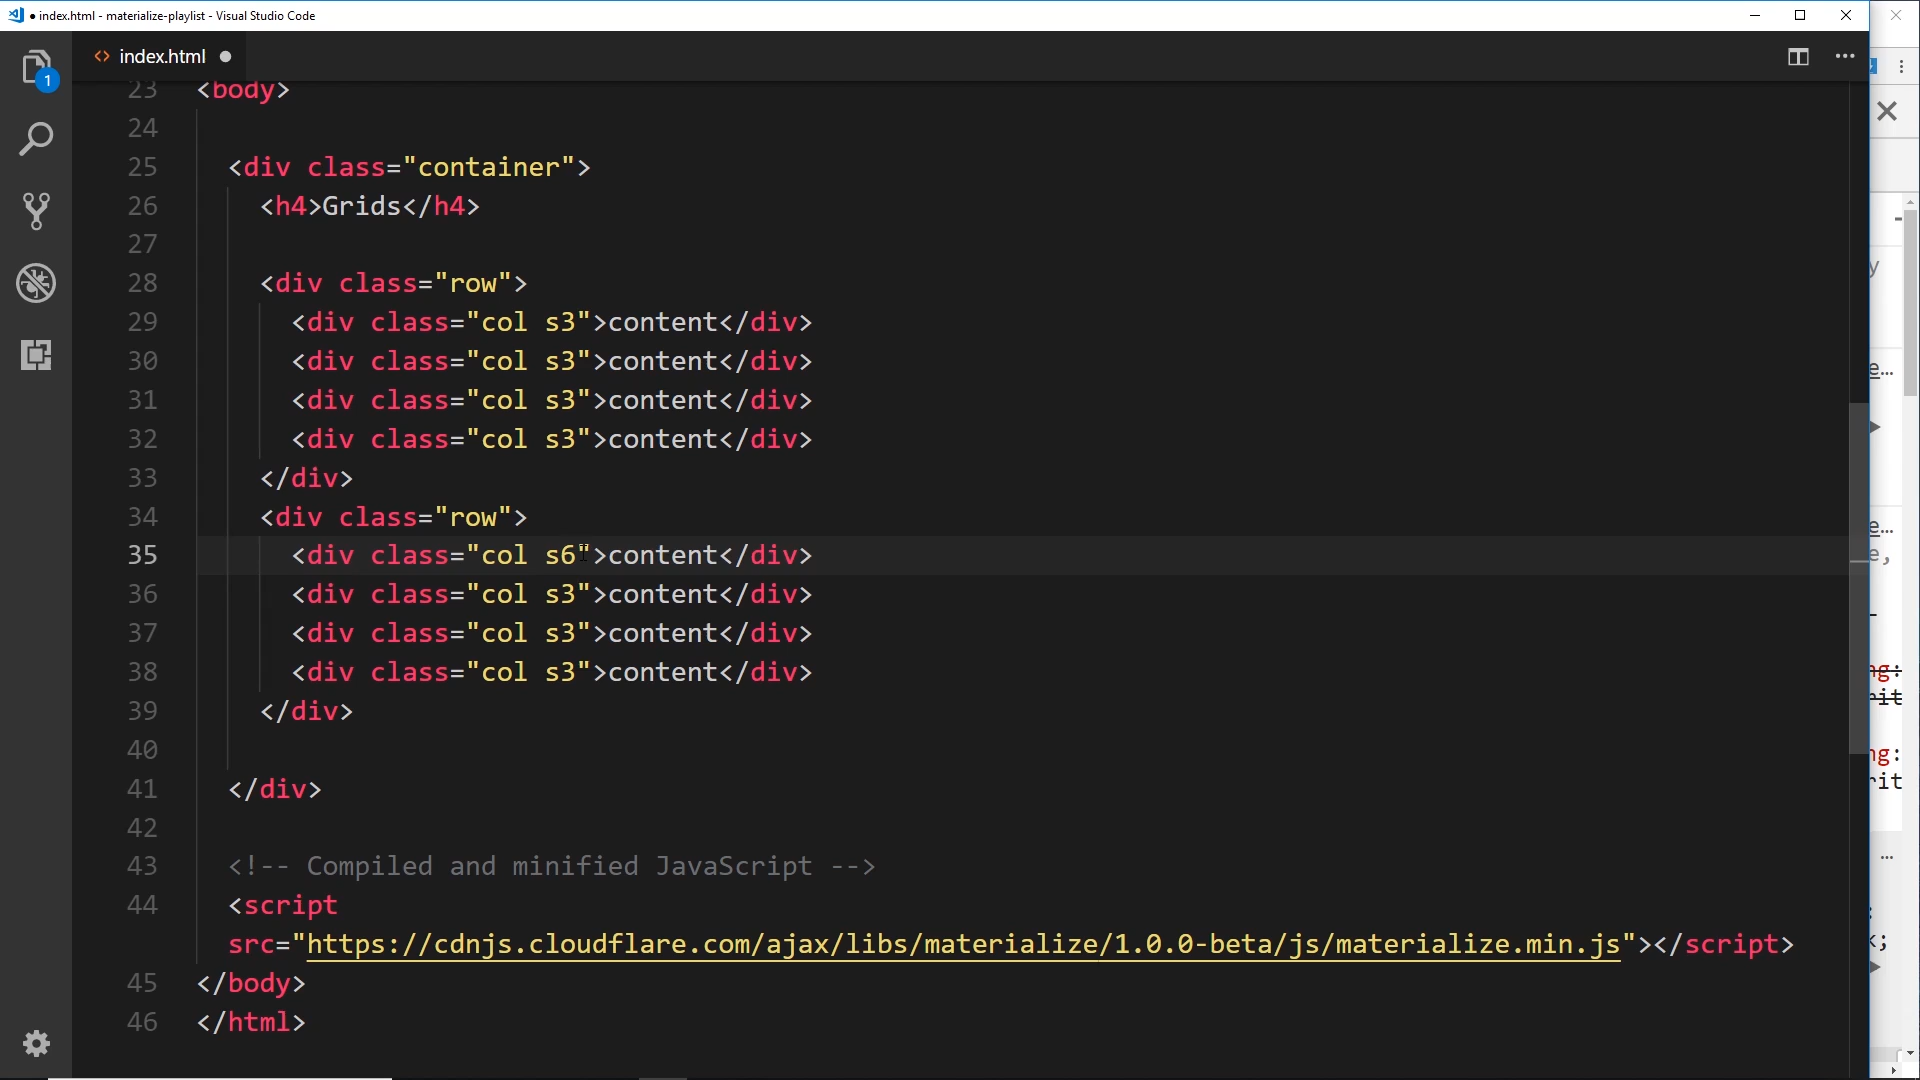 index.html - materialize-playlist - Visual Studio Code
index.html
1
23 <body>
24
25 <div class="container">
26 <h4>Grids</h4>
27
28 <div class="row">
29 <div class="col s3">content</div>
30 <div class="col s3">content</div>
31 <div class="col s3">content</div>
32 <div class="col s3">content</div>
33 </div>
34 <div class="row">
35 <div class="col s6">content</div>
36 <div class="col s3">content</div>
37 <div class="col s3">content</div>
38 <div class="col s3">content</div>
39 </div>
40
41 </div>
42
43 <!-- Compiled and minified JavaScript -->
44 <script
src="https://cdnjs.cloudflare.com/ajax/libs/materialize/1.0.0-beta/js/materialize.min.js"></script>
45 </body>
46 </html>